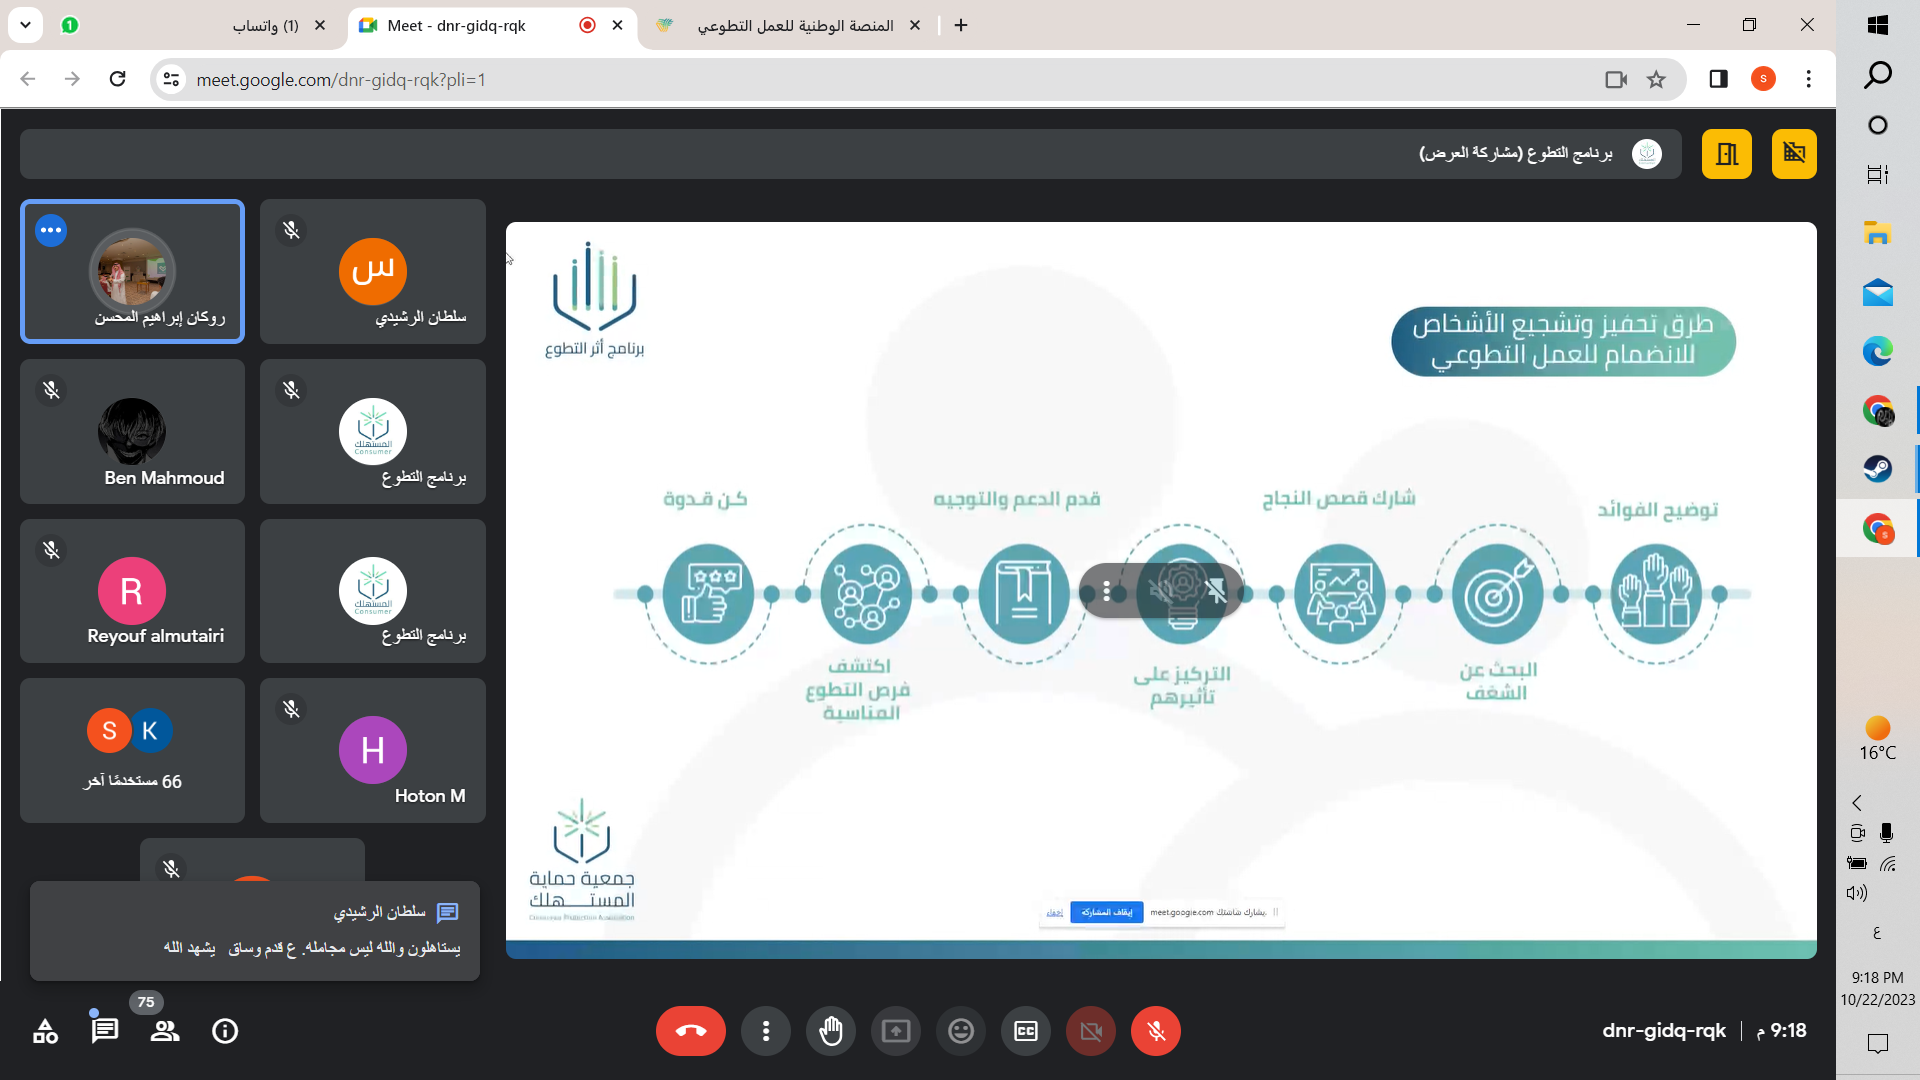 (1) واتساب
Meet - dnr-gidq-rqk
المنصة الوطنية للعمل التطوعي
meet.google.com/dnr-gidq-rqk?pli=1
S
برنامج التطوع (مشاركة العرض)
روكان إبراهيم المحسن
س
سلطان الرشيدي
Ben Mahmoud
المستهلك
Consumer
برنامج التطوع
R
Reyouf almutairi
المستهلك
Consumer
برنامج التطوع
S K
66 مستخدمًا آخر
H
Hoton M
سلطان الرشيدي
يستاهلون والله ليس مجامله. ع قدم وساق يشهد الله
برنامج أثر التطوع
طرق تحفيز وتشجيع الأشخاص
للانضمام للعمل التطوعي
توضيح الفوائد
البحث عن
الشغف
شارك قصص النجاح
التركيز على
تأثيرهم
قدم الدعم والتوجيه
اكتشف
فرص التطوع
المناسبة
كن قدوة
جمعية حماية
المستهلك
Consumer Protection Association
يشارك شاشتك meet.google.com.
إيقاف المشاركة
إخفاء
75
CC
dnr-gidq-rqk
9:18 م
16°C
ع
9:18 PM
10/22/2023